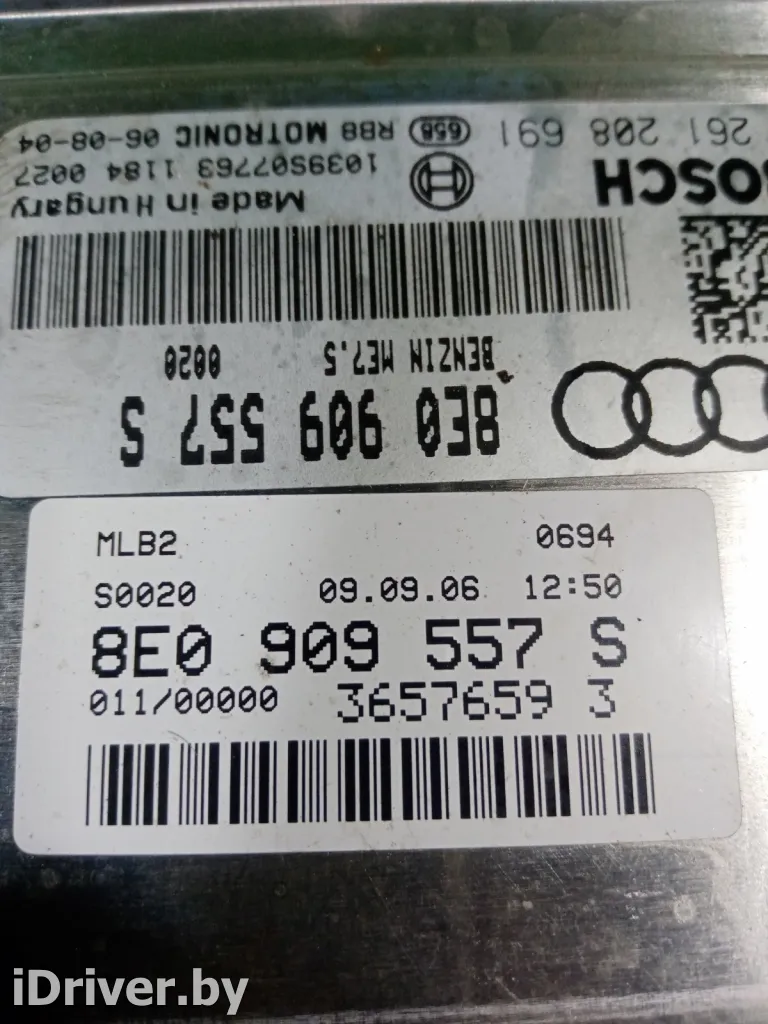 8E0 909 557 S
BENZIN ME7.5 0020
Made in Hungary
BOSCH 1039S07763 1184 0027
261 208 691 658 RBB MOTRONIC 06-08-04
MLB2 0694
S0020 09.09.06 12:50
8E0 909 557 S
011/00000 3657659 3
iDriver.by